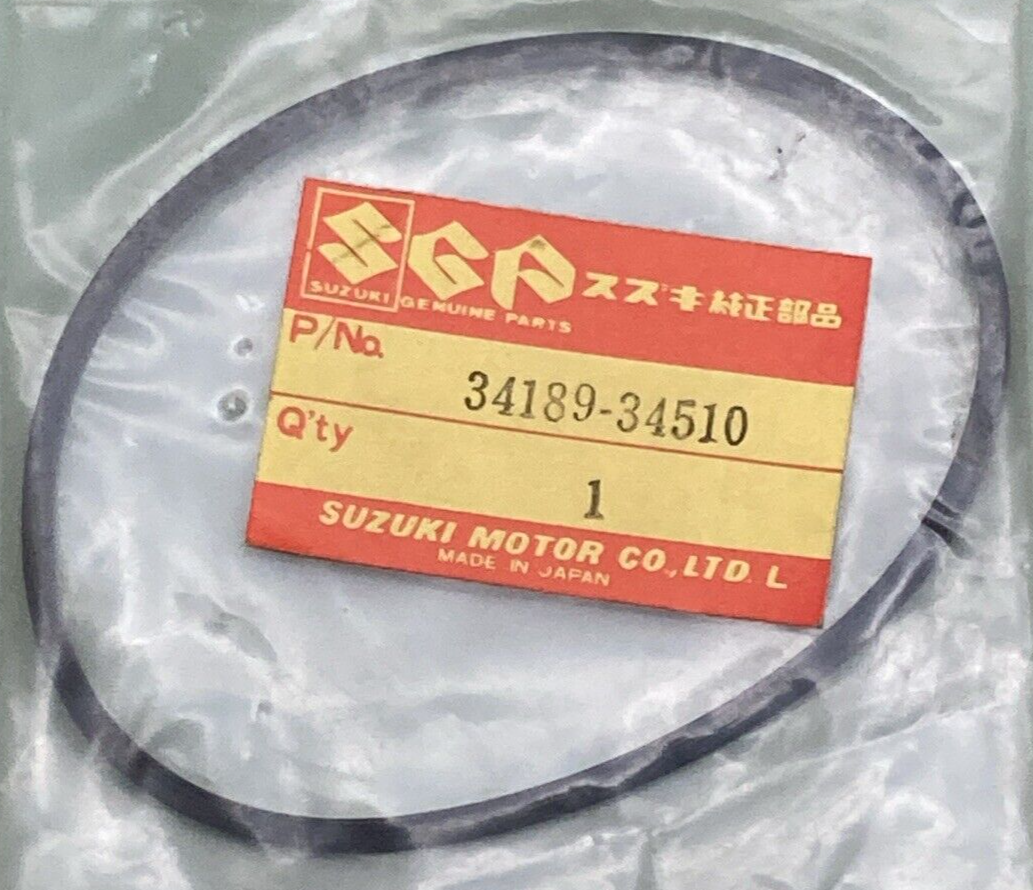 SGP スズキ純正部品
SUZUKI GENUINE PARTS
P/No. 34189-34510
Q'ty 1
SUZUKI MOTOR CO.,LTD. L
MADE IN JAPAN